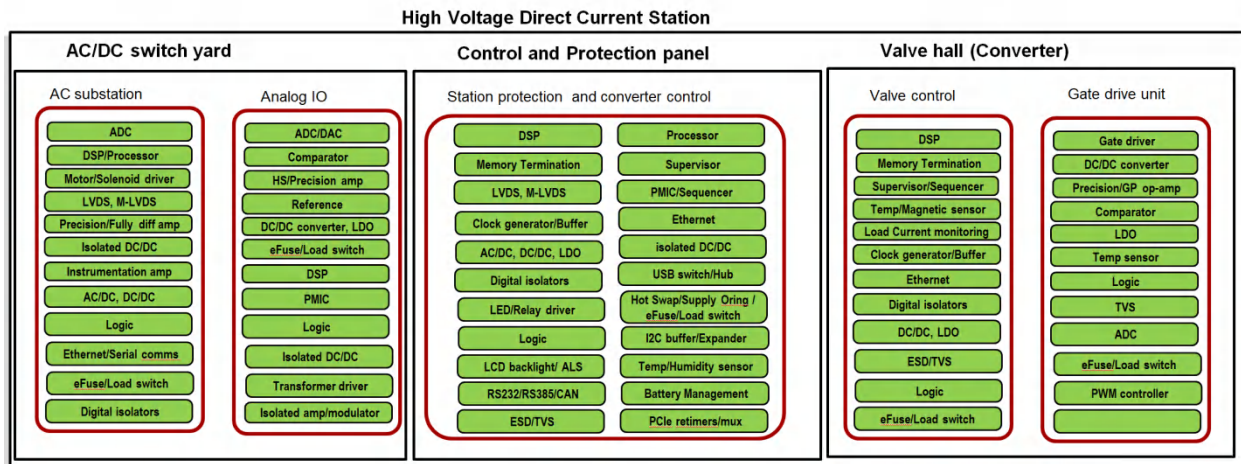 High Voltage Direct Current Station
AC/DC switch yard
AC substation
ADC
DSP/Processor
Motor/Solenoid driver
LVDS, M-LVDS
Precision/Fully diff amp
Isolated DC/DC
Instrumentation amp
AC/DC, DC/DC
Logic
Ethernet/Serial comms
eFuse/Load switch
Digital isolators
Analog IO
ADC/DAC
Comparator
HS/Precision amp
Reference
DC/DC converter, LDO
eFuse/Load switch
DSP
PMIC
Logic
Isolated DC/DC
Transformer driver
Isolated amp/modulator
Control and Protection panel
Station protection and converter control
DSP
Memory Termination
LVDS, M-LVDS
Clock generator/Buffer
AC/DC, DC/DC, LDO
Digital isolators
LED/Relay driver
Logic
LCD backlight/ ALS
RS232/RS385/CAN
ESD/TVS
Processor
Supervisor
PMIC/Sequencer
Ethernet
isolated DC/DC
USB switch/Hub
Hot Swap/Supply Oring /
eFuse/Load switch
I2C buffer/Expander
Temp/Humidity sensor
Battery Management
PCIe retimers/mux
Valve hall (Converter)
Valve control
DSP
Memory Termination
Supervisor/Sequencer
Temp/Magnetic sensor
Load Current monitoring
Clock generator/Buffer
Ethernet
Digital isolators
DC/DC, LDO
ESD/TVS
Logic
eFuse/Load switch
Gate drive unit
Gate driver
DC/DC converter
Precision/GP op-amp
Comparator
LDO
Temp sensor
Logic
TVS
ADC
eFuse/Load switch
PWM controller